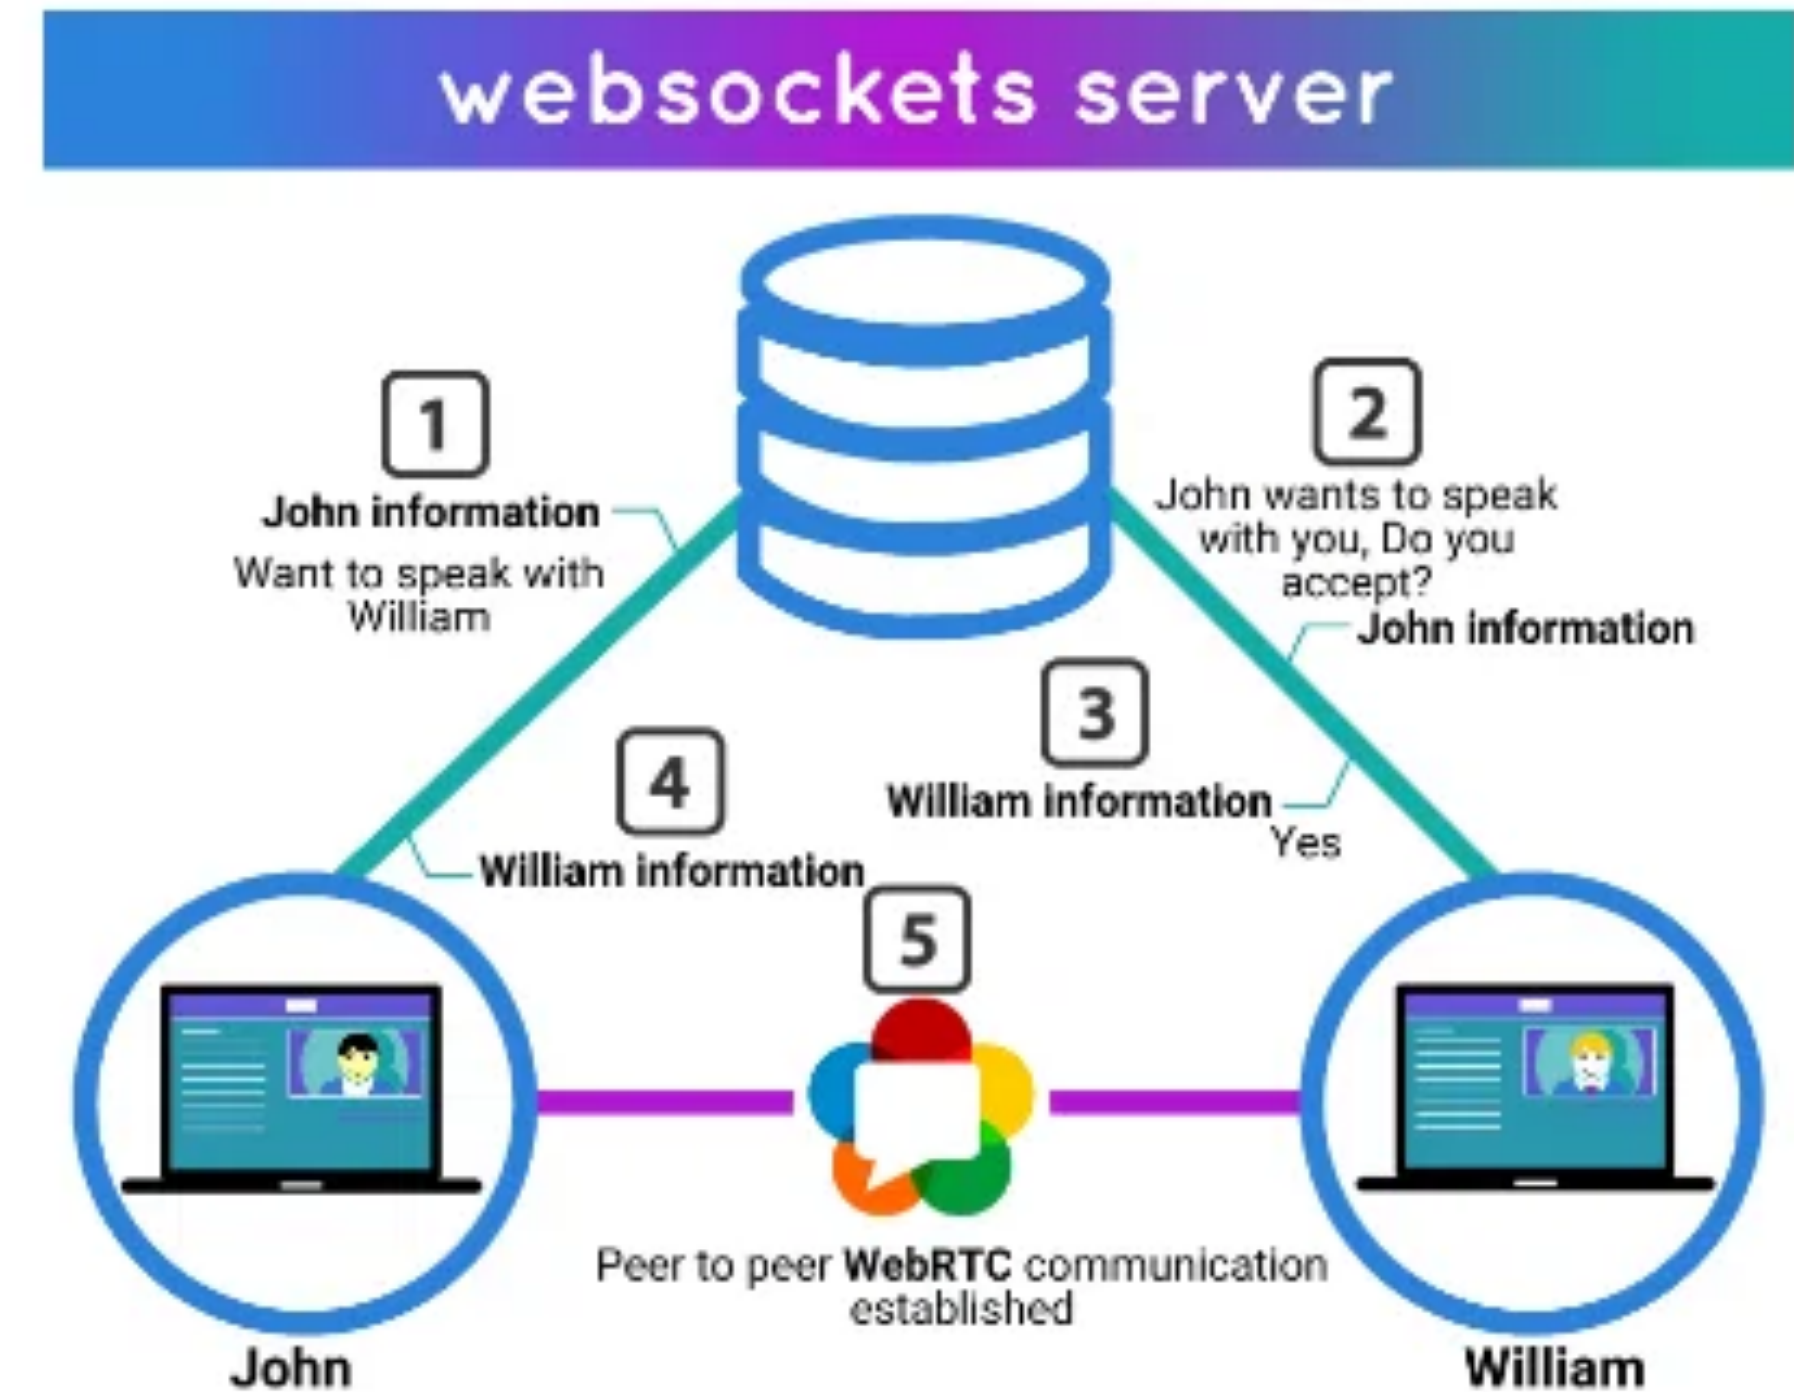 websockets server
1
John information
Want to speak with
William
2
John wants to speak
with you, Do you
accept?
John information
3
William information
Yes
4
William information
5
Peer to peer WebRTC communication
established
John
William